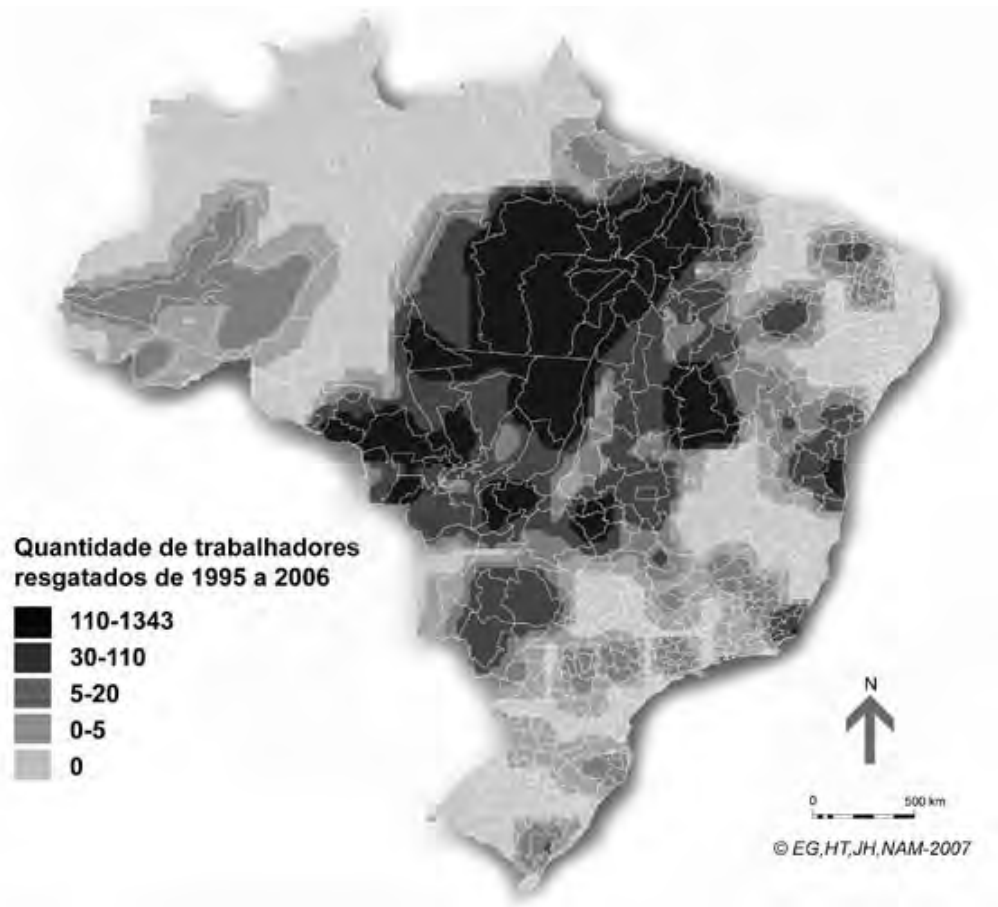 Quantidade de trabalhadores
resgatados de 1995 a 2006
110-1343
30-110
5-20
0-5
0
N
0 500 km
© EG,HT,JH,NAM-2007